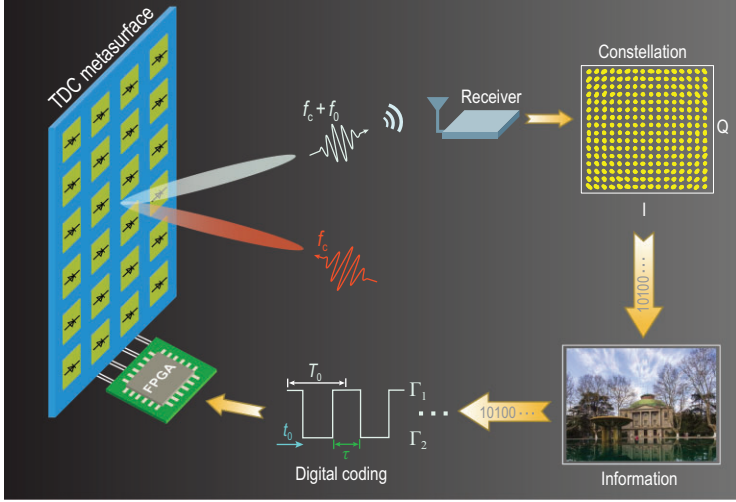 TDC metasurface
f_c + f_0
Receiver
Constellation
Q
I
f_c
10100 ···
FPGA
T_0
Γ_1
Γ_2
t_0
τ
10100 ···
Digital coding
Information